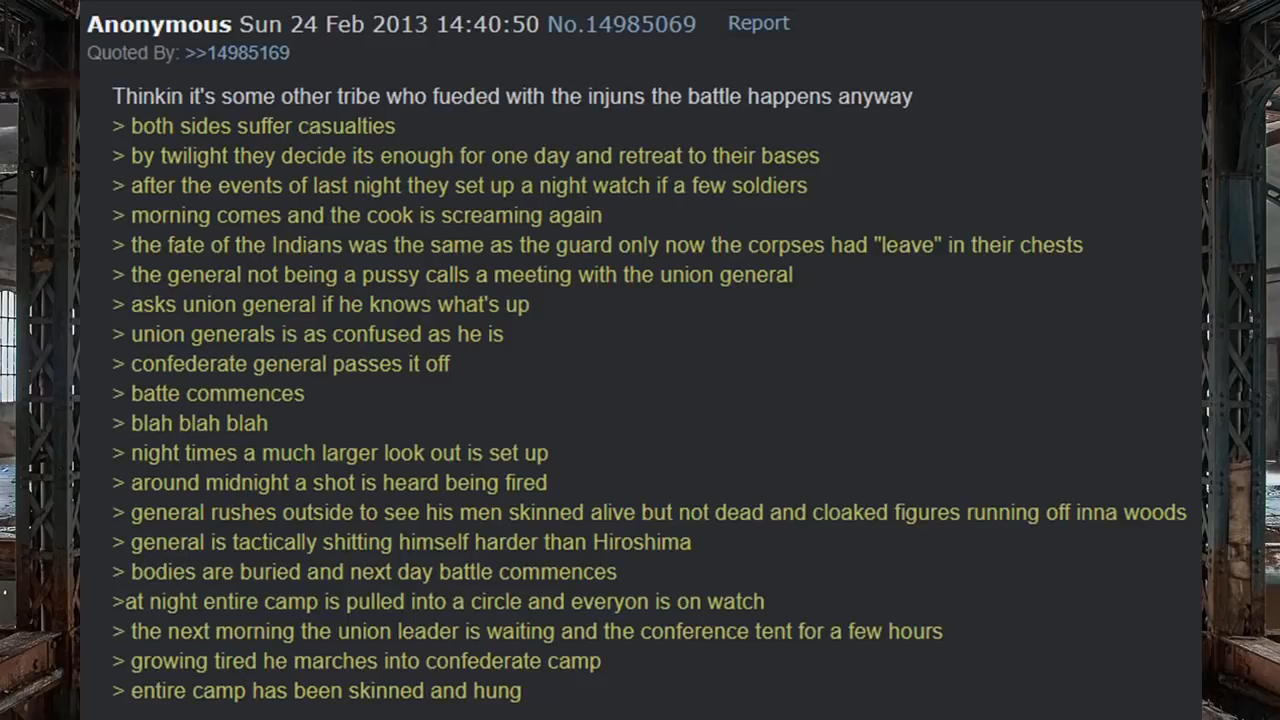 Anonymous Sun 24 Feb 2013 14:40:50 No.14985069 Report
Quoted By: >>14985169
Thinkin it's some other tribe who fueded with the injuns the battle happens anyway
> both sides suffer casualties
> by twilight they decide its enough for one day and retreat to their bases
> after the events of last night they set up a night watch if a few soldiers
> morning comes and the cook is screaming again
> the fate of the Indians was the same as the guard only now the corpses had "leave" in their chests
> the general not being a pussy calls a meeting with the union general
> asks union general if he knows what's up
> union generals is as confused as he is
> confederate general passes it off
> batte commences
> blah blah blah
> night times a much larger look out is set up
> around midnight a shot is heard being fired
> general rushes outside to see his men skinned alive but not dead and cloaked figures running off inna woods
> general is tactically shitting himself harder than Hiroshima
> bodies are buried and next day battle commences
>at night entire camp is pulled into a circle and everyon is on watch
> the next morning the union leader is waiting and the conference tent for a few hours
> growing tired he marches into confederate camp
> entire camp has been skinned and hung